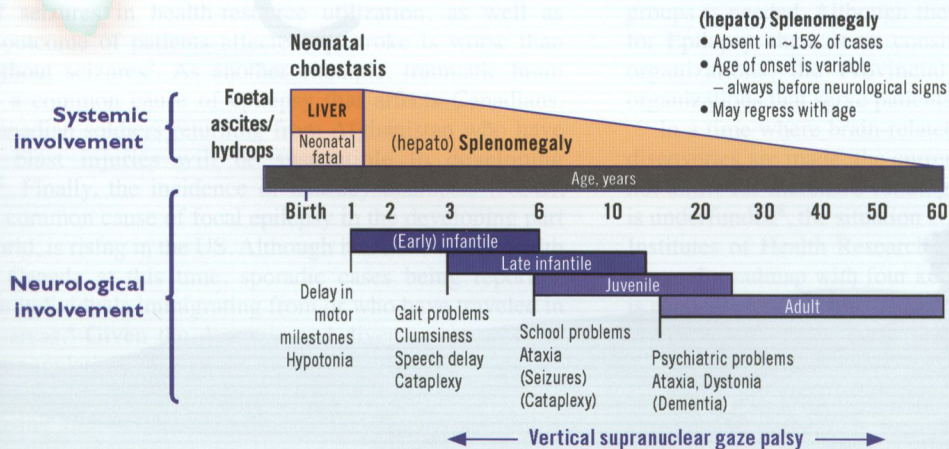 (hepato) Splenomegaly
• Absent in ~15% of cases
• Age of onset is variable
– always before neurological signs
• May regress with age
Neonatal
cholestasis
Systemic
involvement
Foetal
ascites/
hydrops
LIVER
Neonatal
fatal
(hepato) Splenomegaly
Age, years
Birth 2 3 6 10 20 30 40 50 60
Neurological
involvement
(Early) infantile
Late infantile
Juvenile
Adult
Delay in
motor
milestones
Hypotonia
Gait problems
Clumsiness
Speech delay
Cataplexy
School problems
Ataxia
(Seizures)
(Cataplexy)
Psychiatric problems
Ataxia, Dystonia
(Dementia)
Vertical supranuclear gaze palsy